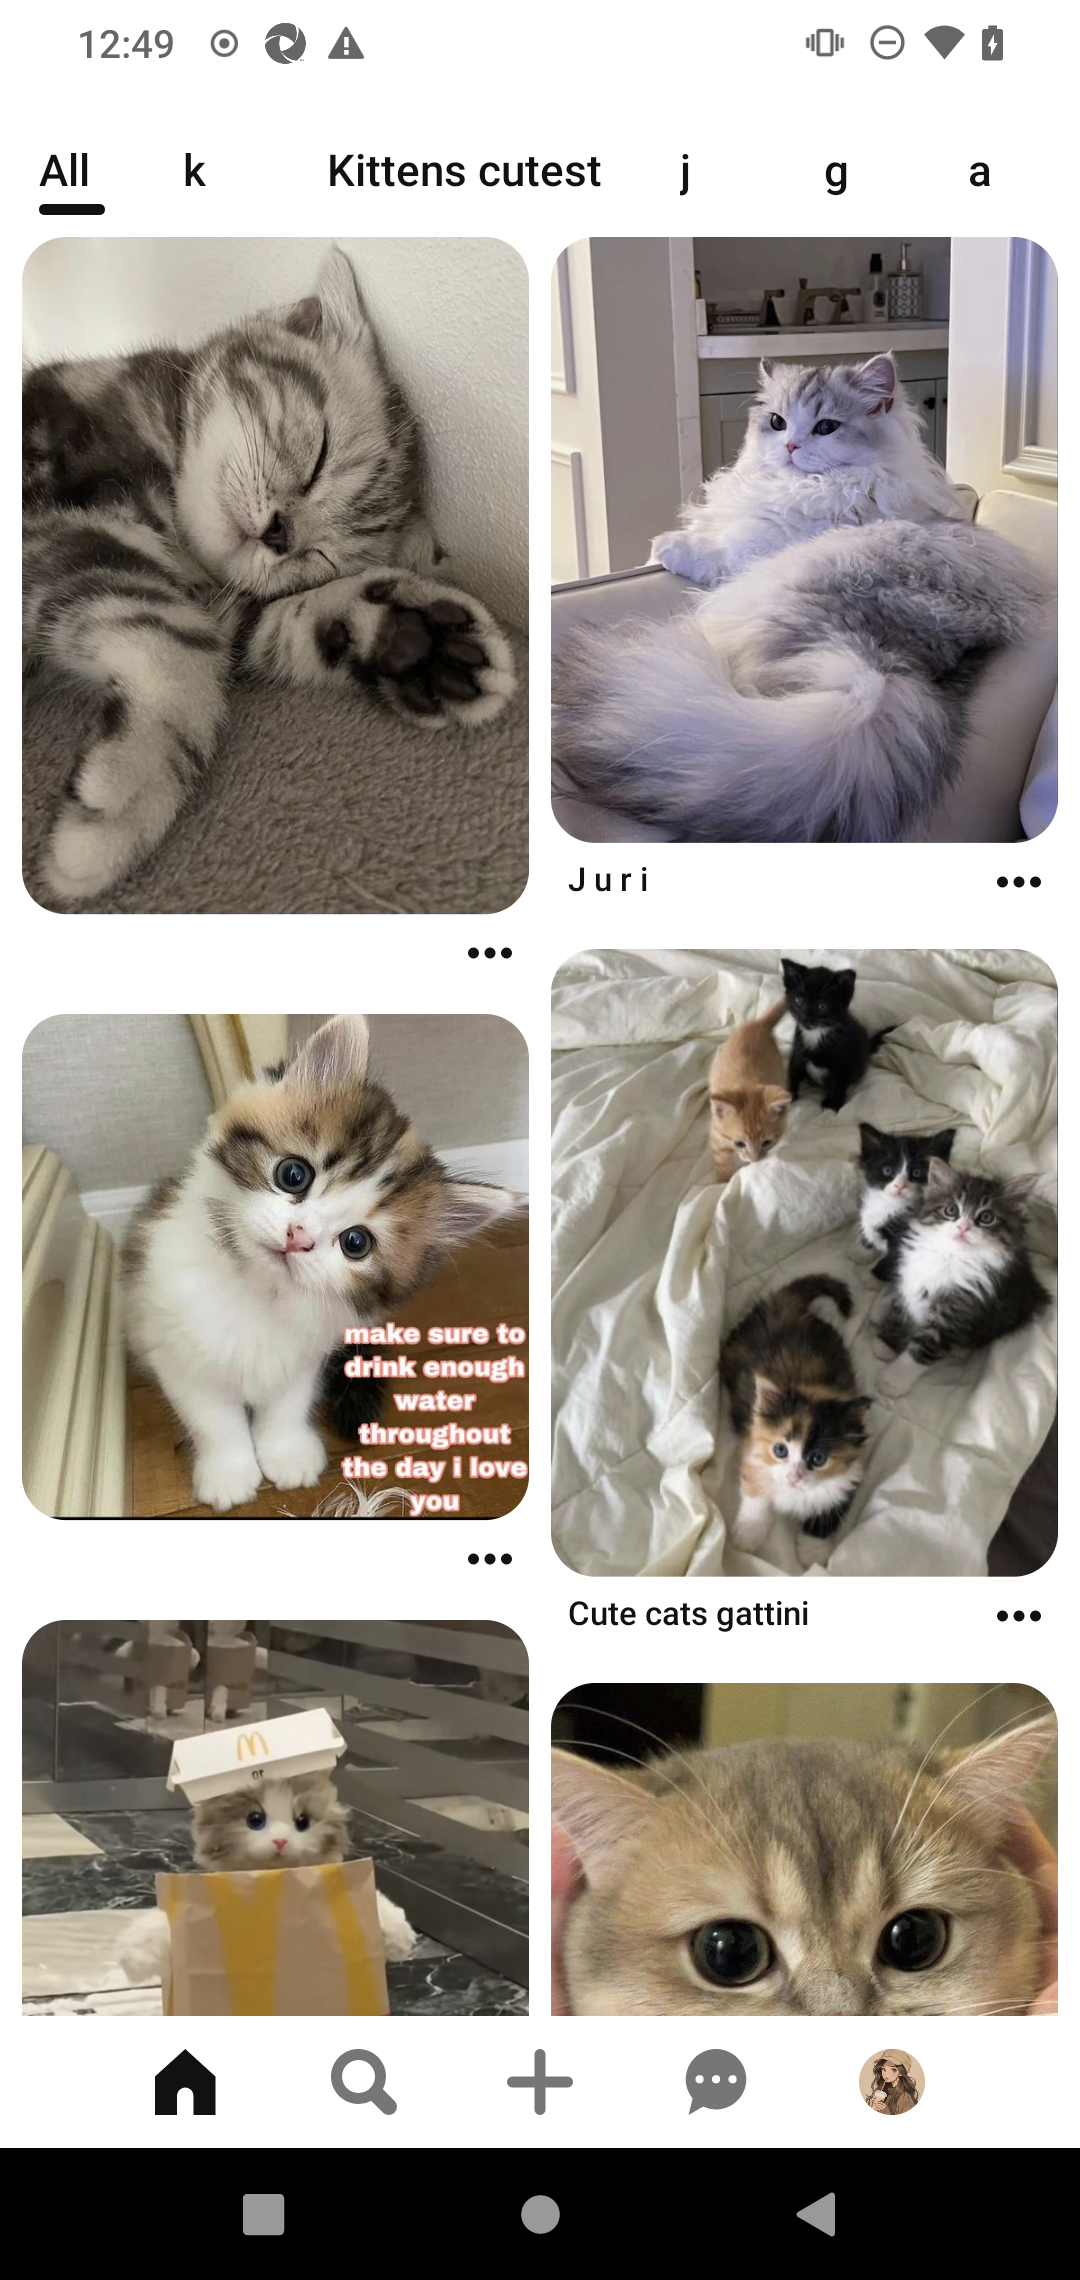 12:49
All k Kittens cutest j g a
Juri
make sure to
drink enough
water
throughout
the day i love
you
Cute cats gattini